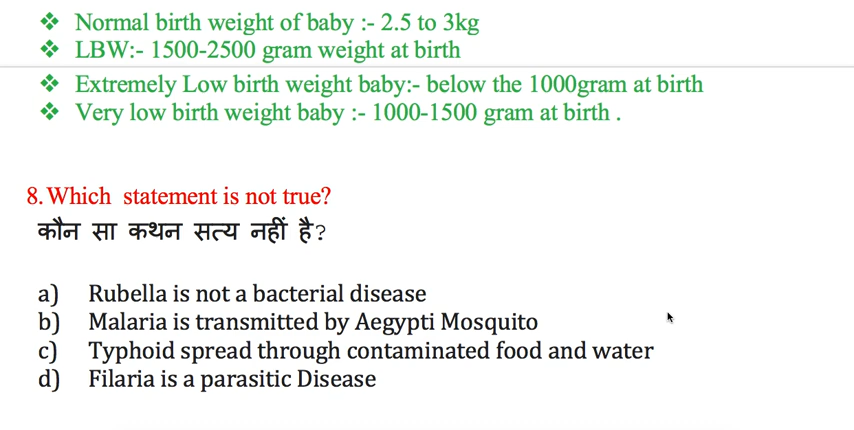 ❖ Normal birth weight of baby :- 2.5 to 3kg
❖ LBW:- 1500-2500 gram weight at birth
❖ Extremely Low birth weight baby:- below the 1000gram at birth
❖ Very low birth weight baby :- 1000-1500 gram at birth .
8. Which statement is not true?
कौन सा कथन सत्य नहीं है?
a) Rubella is not a bacterial disease
b) Malaria is transmitted by Aegypti Mosquito
c) Typhoid spread through contaminated food and water
d) Filaria is a parasitic Disease